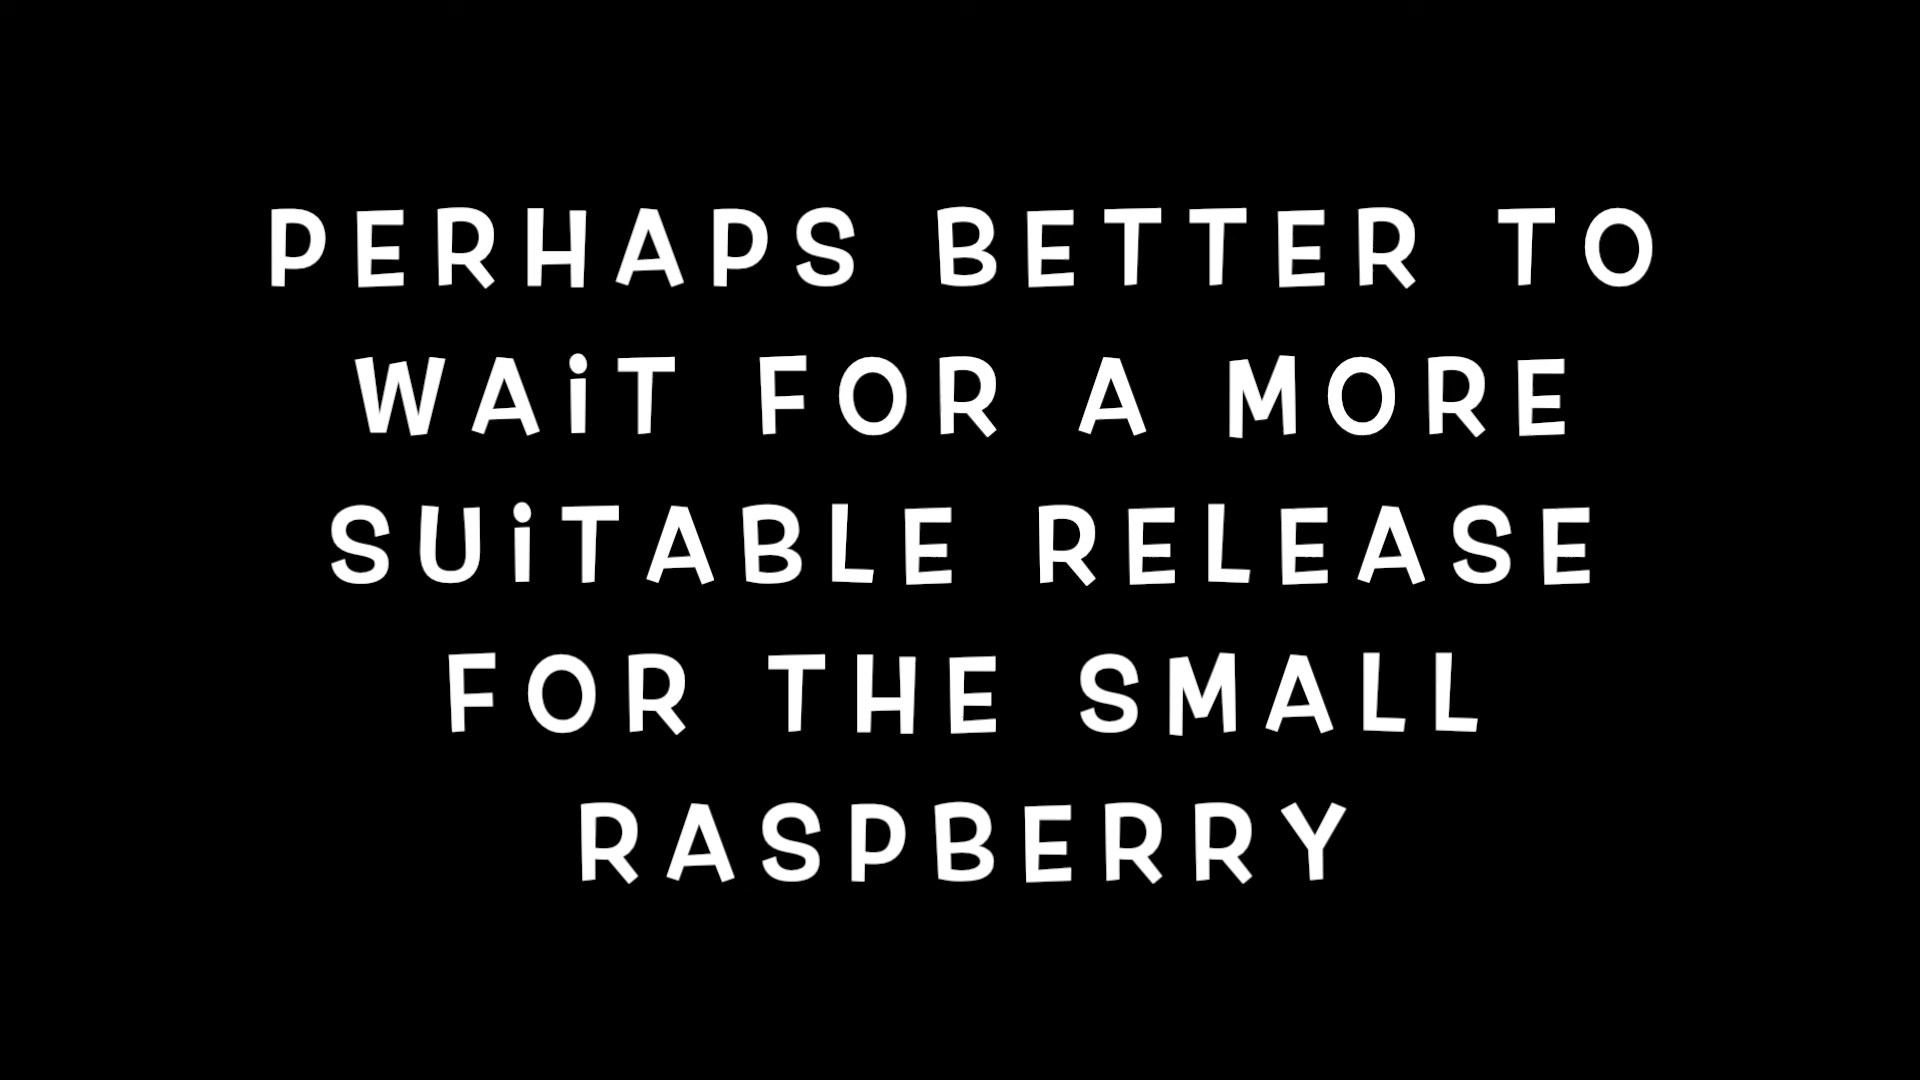 PERHAPS BETTER TO
WAiT FOR A MORE
SUiTABLE RELEASE
FOR THE SMALL
RASPBERRY